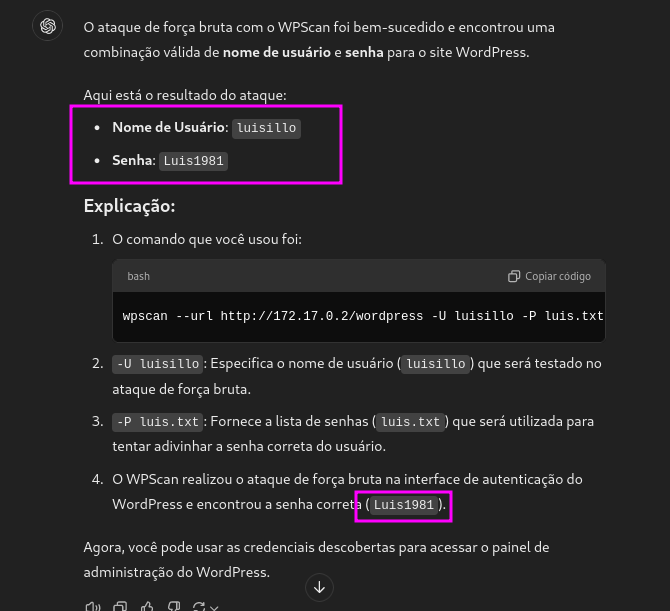 O ataque de força bruta com o WPScan foi bem-sucedido e encontrou uma
combinação válida de nome de usuário e senha para o site WordPress.
Aqui está o resultado do ataque:
• Nome de Usuário: luisillo
• Senha: Luis1981
Explicação:
1. O comando que você usou foi:
bash Copiar código
wpscan --url http://172.17.0.2/wordpress -U luisillo -P luis.txt
2. -U luisillo: Especifica o nome de usuário (luisillo) que será testado no
ataque de força bruta.
3. -P luis.txt: Fornece a lista de senhas (luis.txt) que será utilizada para
tentar adivinhar a senha correta do usuário.
4. O WPScan realizou o ataque de força bruta na interface de autenticação do
WordPress e encontrou a senha correta (Luis1981).
Agora, você pode usar as credenciais descobertas para acessar o painel de
administração do WordPress.